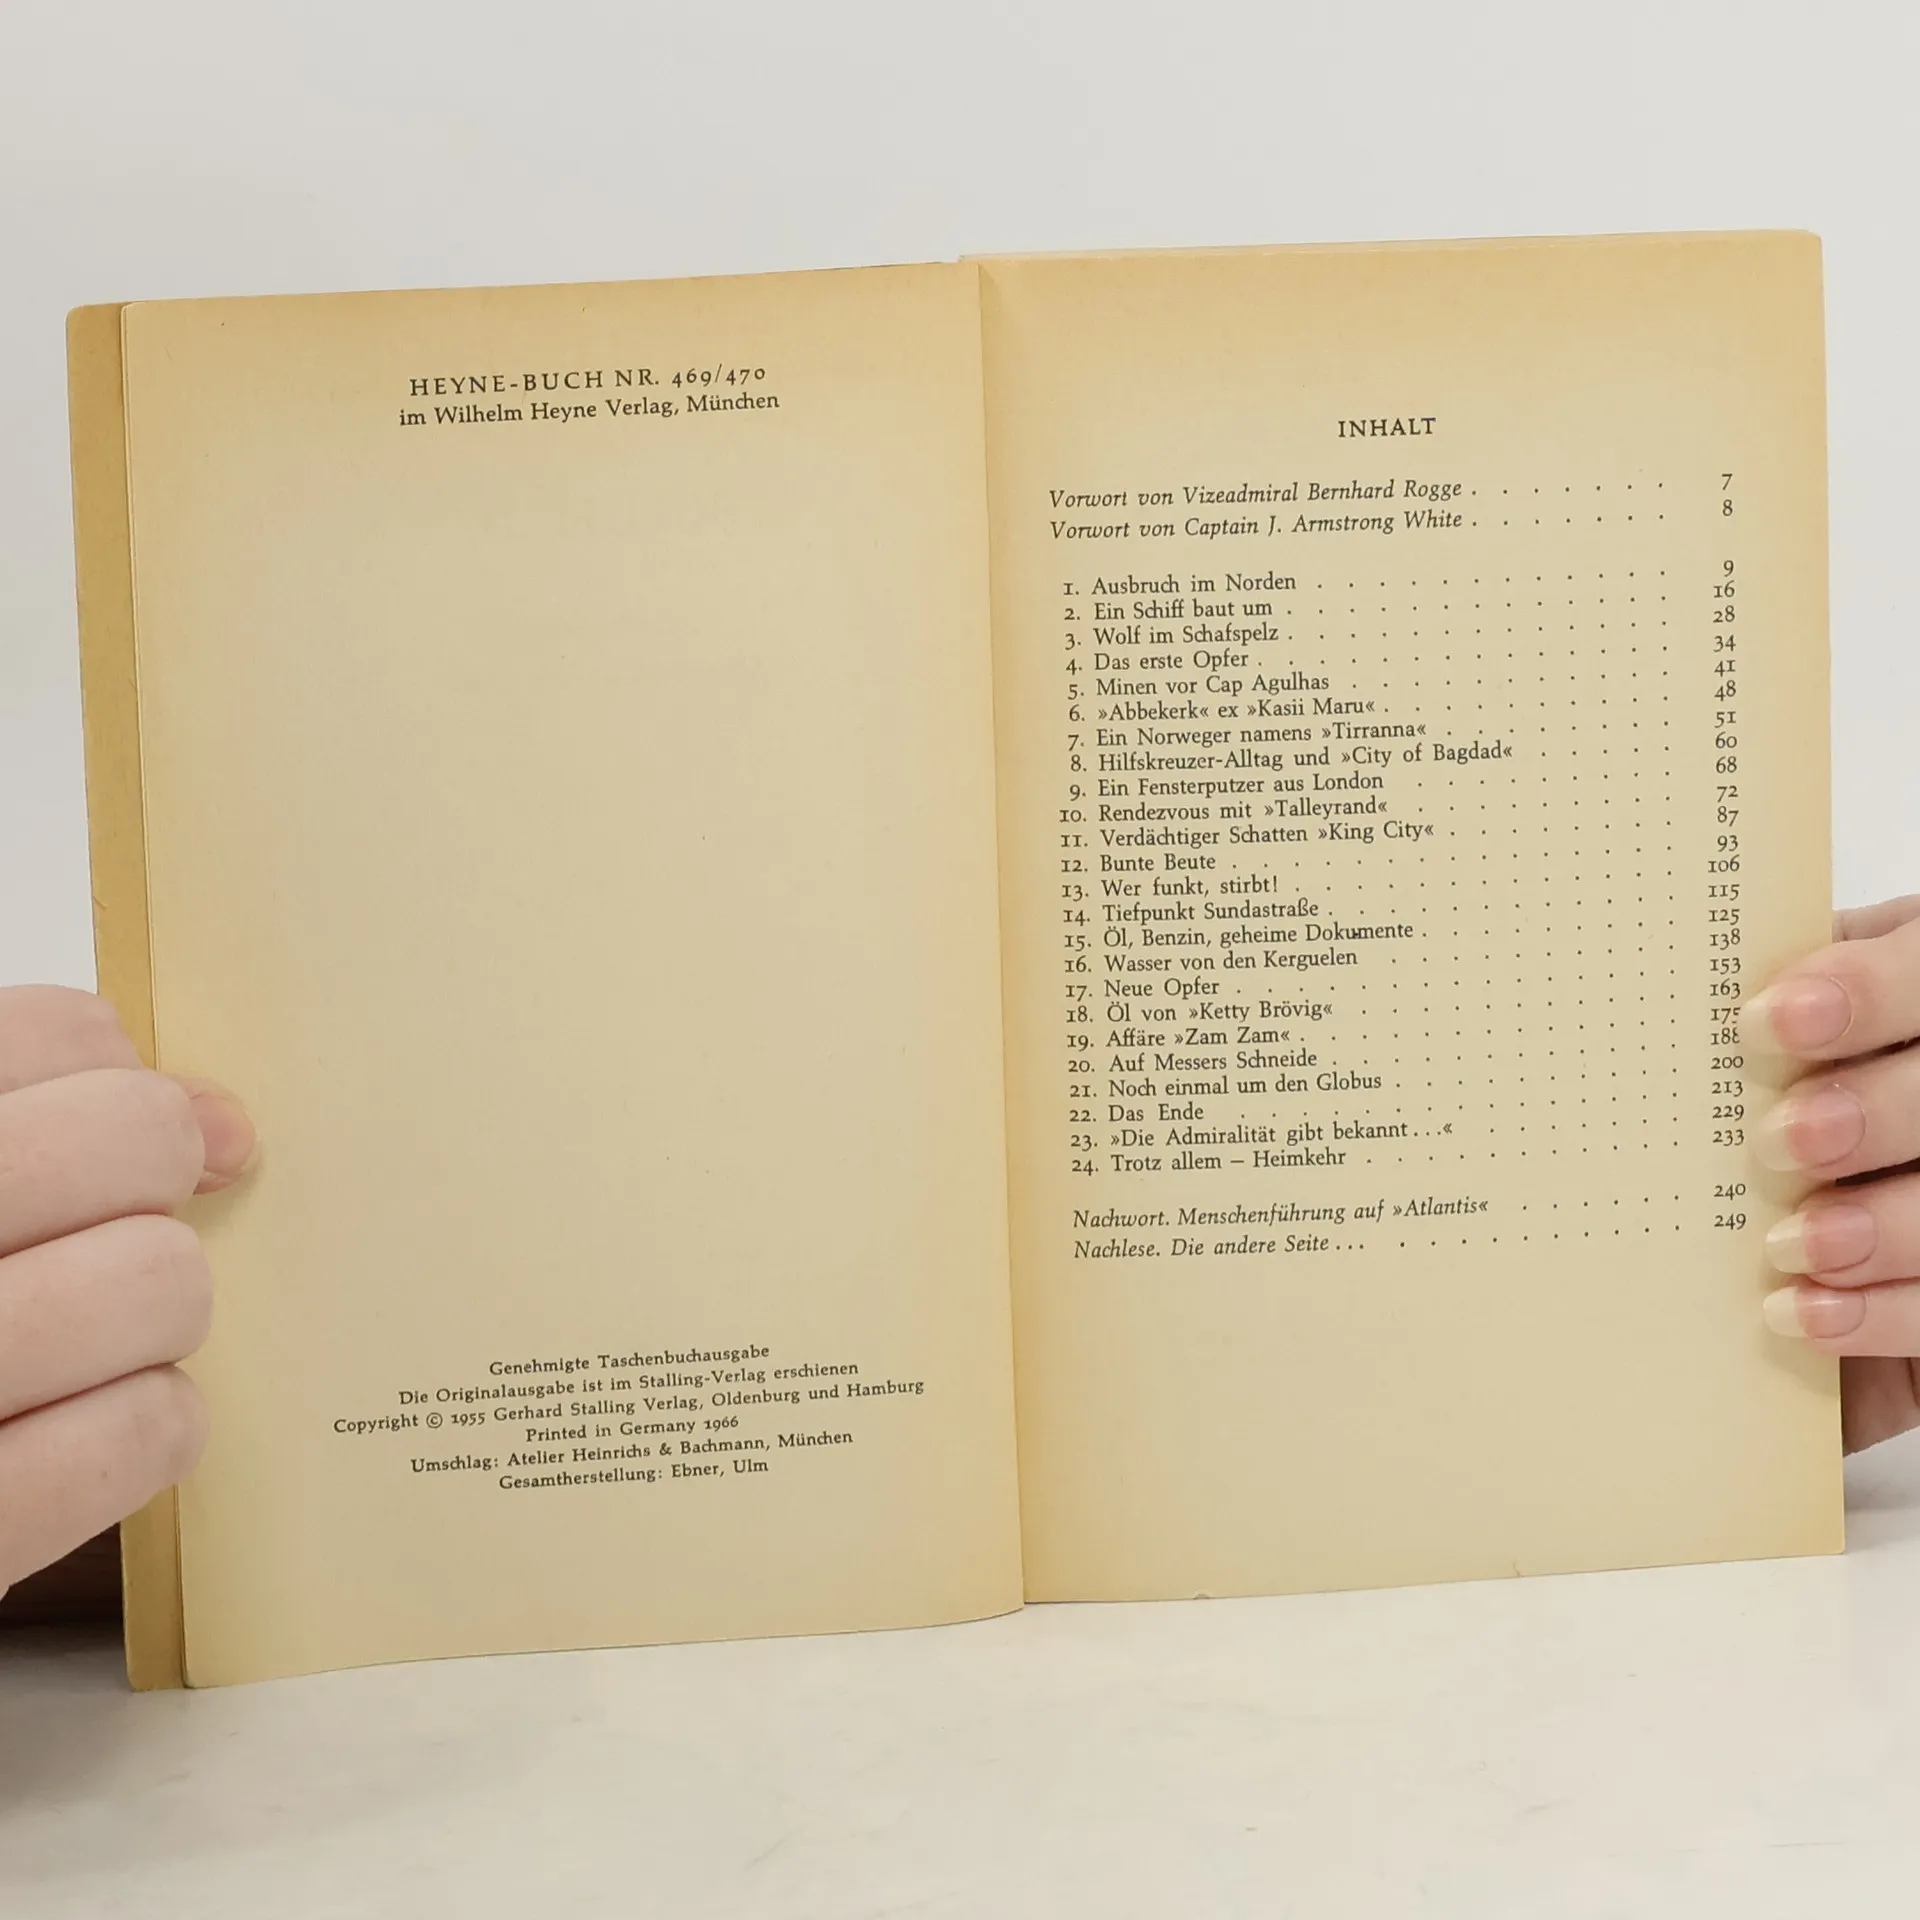 HEYNE-BUCH NR. 469/470
im Wilhelm Heyne Verlag, München
Genehmigte Taschenbuchausgabe
Die Originalausgabe ist im Stalling-Verlag erschienen
Copyright © 1955 Gerhard Stalling Verlag, Oldenburg und Hamburg
Printed in Germany 1966
Umschlag: Atelier Heinrichs & Bachmann, München
Gesamtherstellung: Ebner, Ulm
INHALT
Vorwort von Vizeadmiral Bernhard Rogge . . . . . . . 7
Vorwort von Captain J. Armstrong White . . . . . . . 8
1. Ausbruch im Norden . . . . . . . . . . . . 9
2. Ein Schiff baut um . . . . . . . . . . . . . 16
3. Wolf im Schafspelz . . . . . . . . . . . . . 28
4. Das erste Opfer . . . . . . . . . . . . . . 34
5. Minen vor Cap Agulhas . . . . . . . . . . . 41
6. »Abbekerk« ex »Kasii Maru« . . . . . . . . . . 48
7. Ein Norweger namens »Tirranna« . . . . . . . . 51
8. Hilfskreuzer-Alltag und »City of Bagdad« . . . . . 60
9. Ein Fensterputzer aus London . . . . . . . . . 68
10. Rendezvous mit »Talleyrand« . . . . . . . . . 72
11. Verdächtiger Schatten »King City« . . . . . . . . 87
12. Bunte Beute . . . . . . . . . . . . . . . 93
13. Wer funkt, stirbt! . . . . . . . . . . . . . 106
14. Tiefpunkt Sundastraße . . . . . . . . . . . . 115
15. Öl, Benzin, geheime Dokumente . . . . . . . . . 125
16. Wasser von den Kerguelen . . . . . . . . . . 138
17. Neue Opfer . . . . . . . . . . . . . . . 153
18. Öl von »Ketty Brövig« . . . . . . . . . . . 163
19. Affäre »Zam Zam« . . . . . . . . . . . . . 175
20. Auf Messers Schneide . . . . . . . . . . . . 188
21. Noch einmal um den Globus . . . . . . . . . . 200
22. Das Ende . . . . . . . . . . . . . . . 213
23. »Die Admiralität gibt bekannt...« . . . . . . . 229
24. Trotz allem – Heimkehr . . . . . . . . . . . 233
Nachwort. Menschenführung auf »Atlantis« . . . . . . 240
Nachlese. Die andere Seite ... . . . . . . . . . . 249